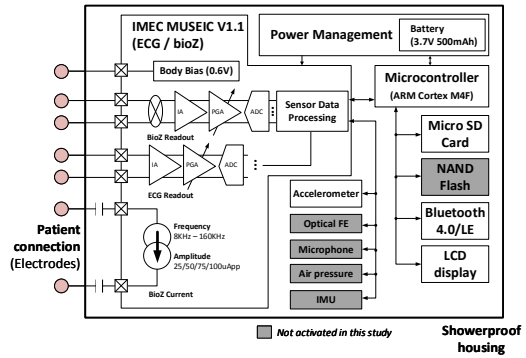 IMEC MUSEIC V1.1
(ECG / bioZ)
Power Management
Battery
(3.7V 500mAh)
Body Bias (0.6V)
Microcontroller
(ARM Cortex M4F)
IA
PGA
ADC
Sensor Data
Processing
BioZ Readout
Micro SD
Card
IA
PGA
ADC
ECG Readout
NAND
Flash
Accelerometer
Patient
connection
(Electrodes)
Frequency
8KHz – 160KHz
Amplitude
25/50/75/100uApp
BioZ Current
Optical FE
Microphone
Air pressure
IMU
Bluetooth
4.0/LE
LCD
display
Not activated in this study
Showerproof
housing